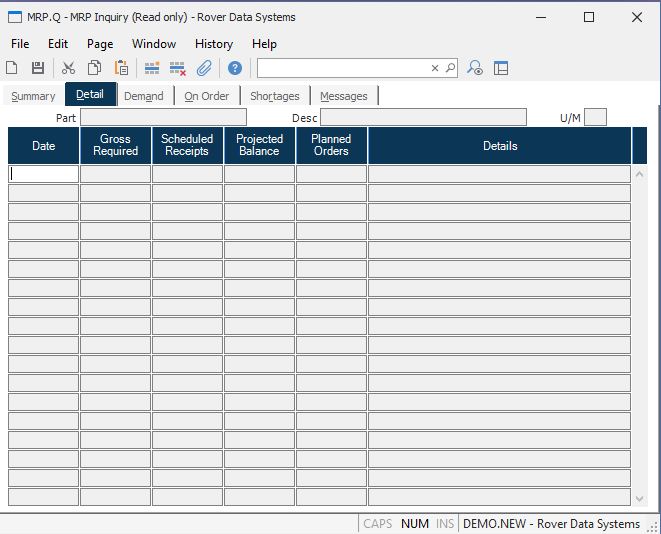 MRP.Q - MRP Inquiry (Read only) - Rover Data Systems
File Edit Page Window History Help
Summary Detail Demand On Order Shortages Messages
Part Desc U/M
Date Gross Required Scheduled Receipts Projected Balance Planned Orders Details
CAPS NUM INS DEMO.NEW - Rover Data Systems